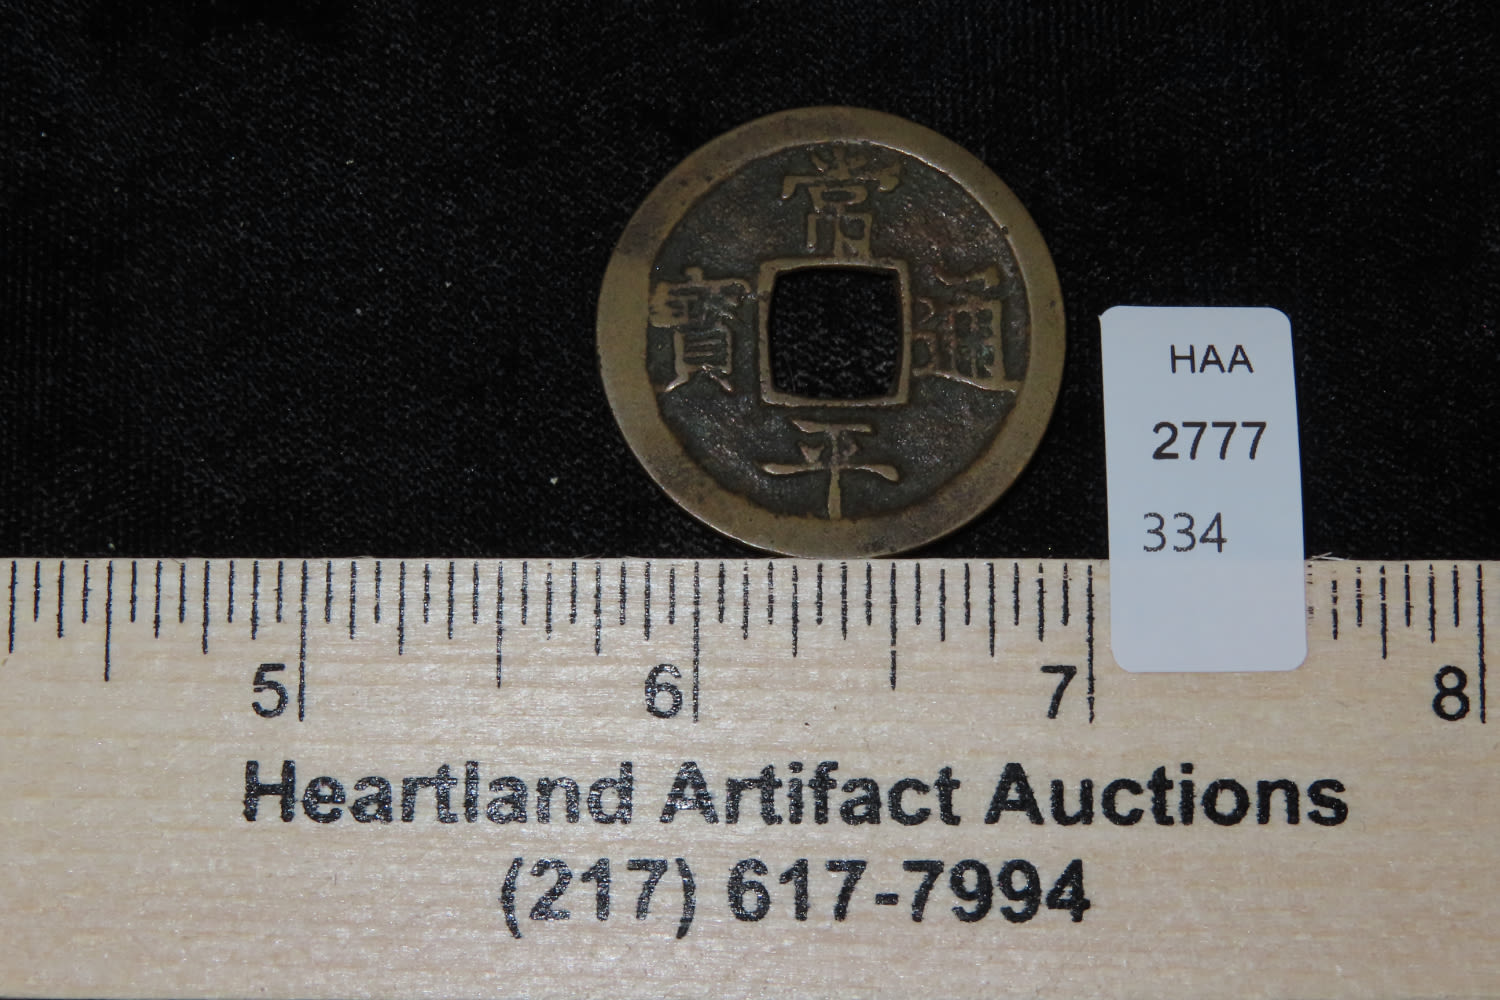 常平通寶
HAA
2777
334
5 6 7 8
Heartland Artifact Auctions
(217) 617-7994